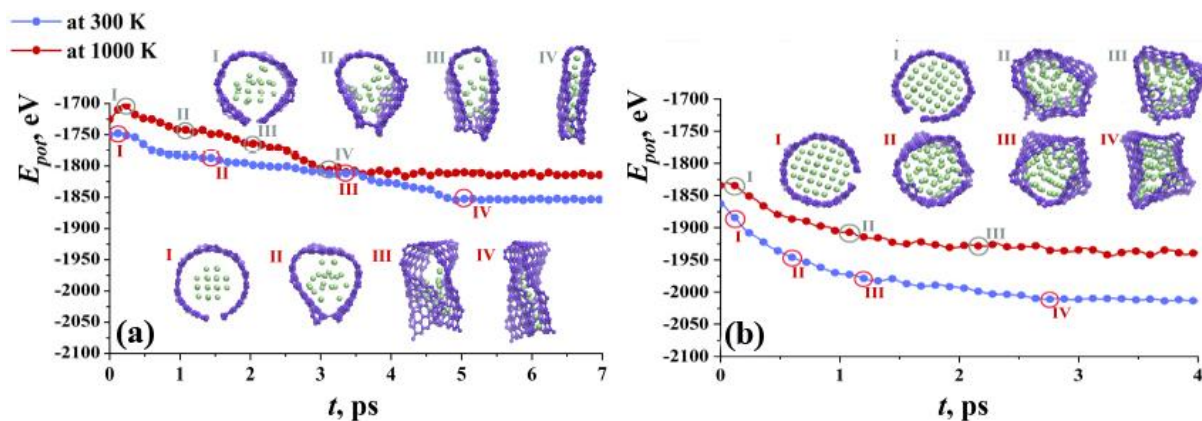 at 300 K
at 1000 K
I II III IV
-1700
-1750
-1800
-1850
-1900
-1950
-2000
-2050
-2100
E_pot, eV
I II III IV
I II III IV
I II III IV
(a)
0 1 2 3 4 5 6 7
t, ps
I II III
I II III IV
-1700
-1750
-1800
-1850
-1900
-1950
-2000
-2050
-2100
E_pot, eV
I II III
I II III IV
(b)
0 1 2 3 4
t, ps